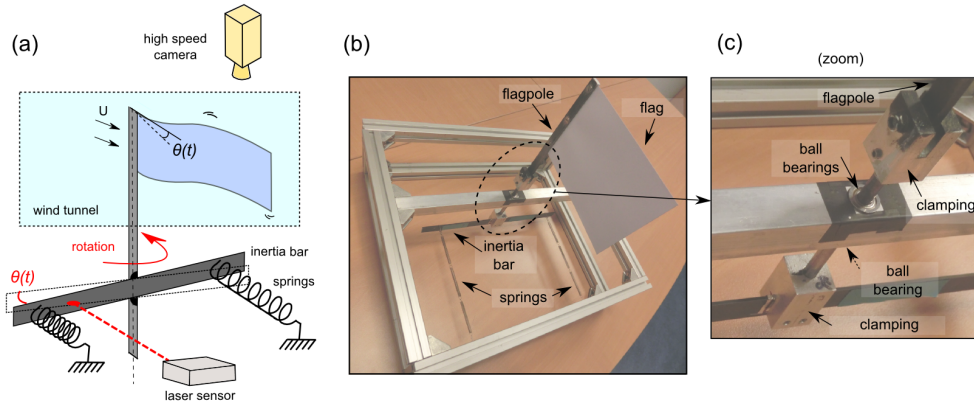 (a)
high speed
camera
U
θ(t)
wind tunnel
rotation
inertia bar
θ(t)
springs
laser sensor
(b)
flagpole
flag
inertia
bar
springs
(c)
(zoom)
flagpole
ball
bearings
clamping
ball
bearing
clamping